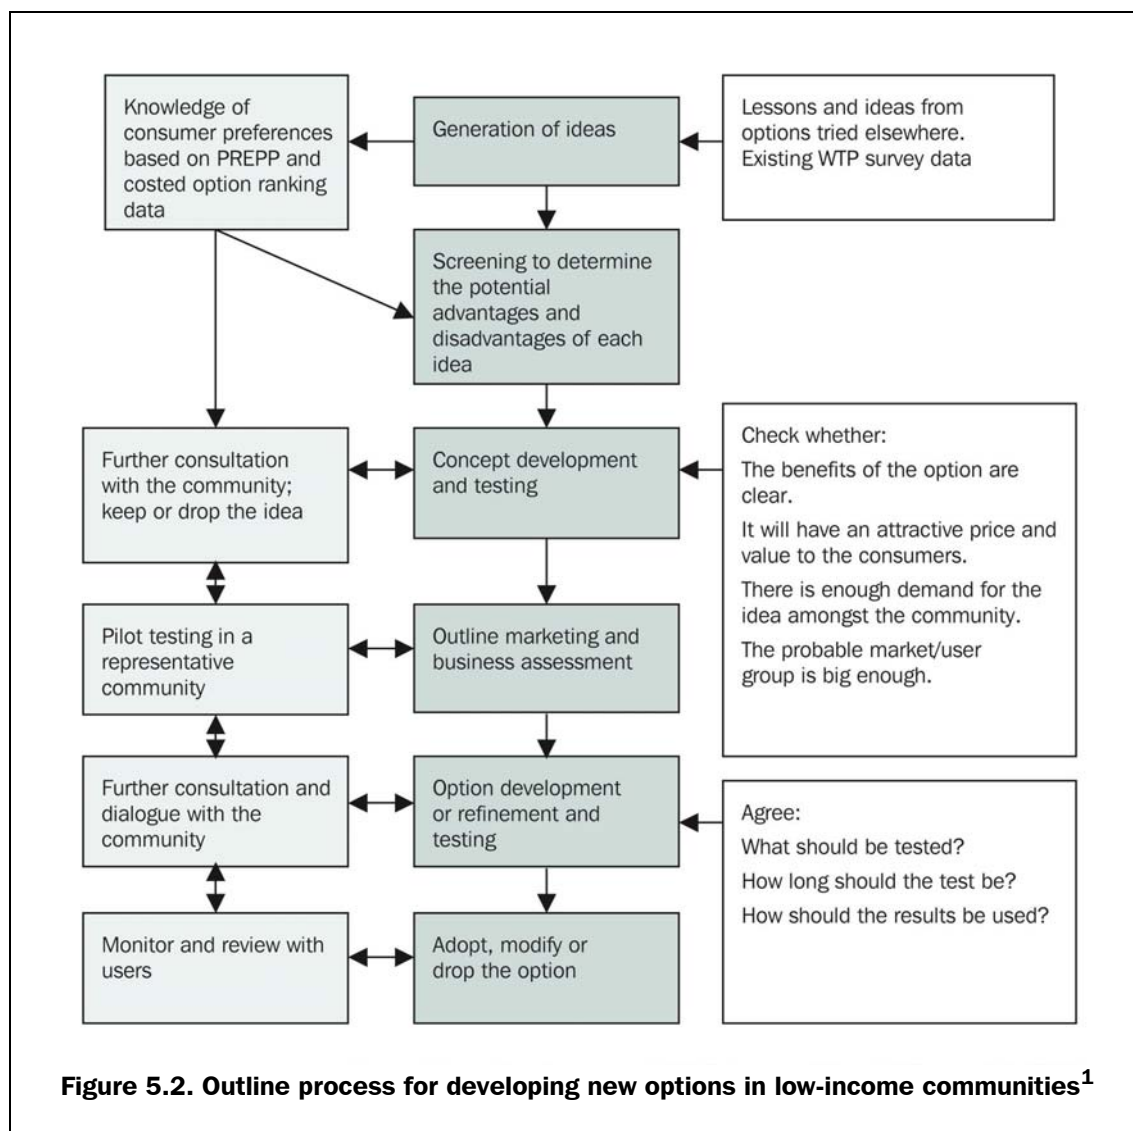 Knowledge of
consumer preferences
based on PREPP and
costed option ranking
data
Generation of ideas
Lessons and ideas from
options tried elsewhere.
Existing WTP survey data
Screening to determine
the potential
advantages and
disadvantages of each
idea
Further consultation
with the community;
keep or drop the idea
Concept development
and testing
Check whether:
The benefits of the option are
clear.
It will have an attractive price and
value to the consumers.
There is enough demand for the
idea amongst the community.
The probable market/user
group is big enough.
Pilot testing in a
representative
community
Outline marketing and
business assessment
Further consultation and
dialogue with the
community
Option development
or refinement and
testing
Agree:
What should be tested?
How long should the test be?
How should the results be used?
Monitor and review with
users
Adopt, modify or
drop the option
Figure 5.2. Outline process for developing new options in low-income communities1